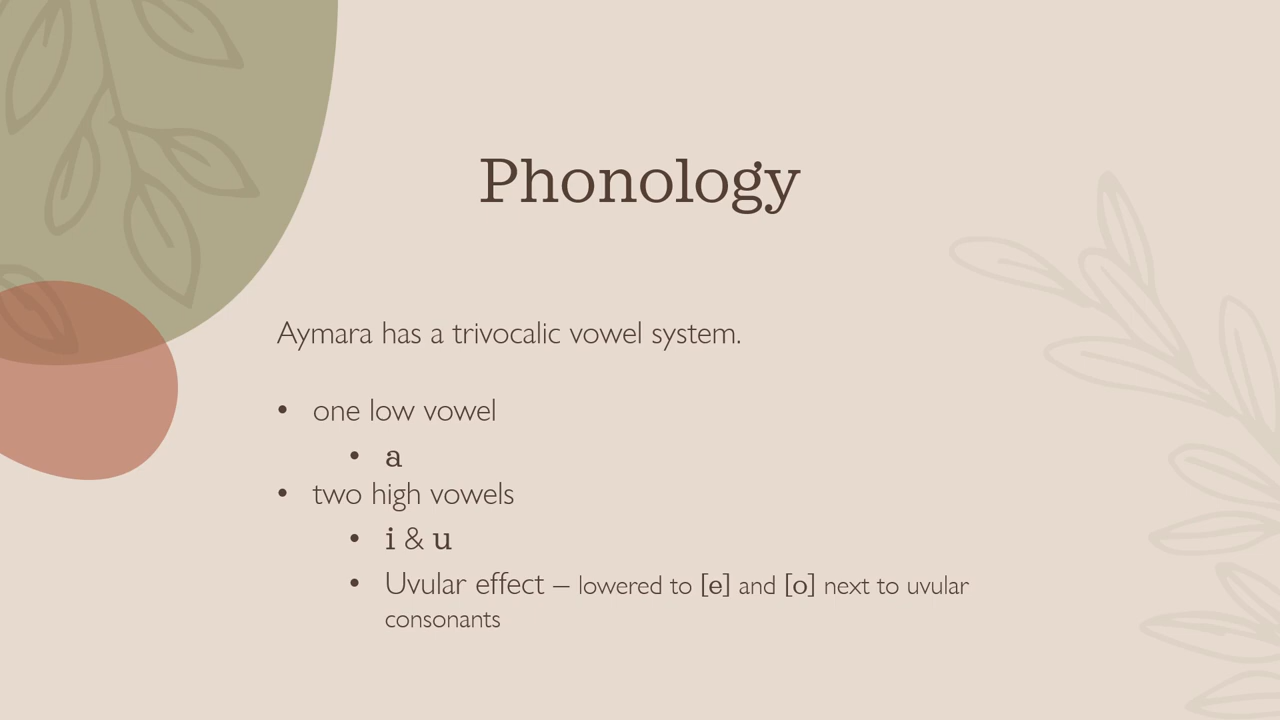 Phonology
Aymara has a trivocalic vowel system.
• one low vowel
• a
• two high vowels
• i & u
• Uvular effect – lowered to [e] and [o] next to uvular
consonants